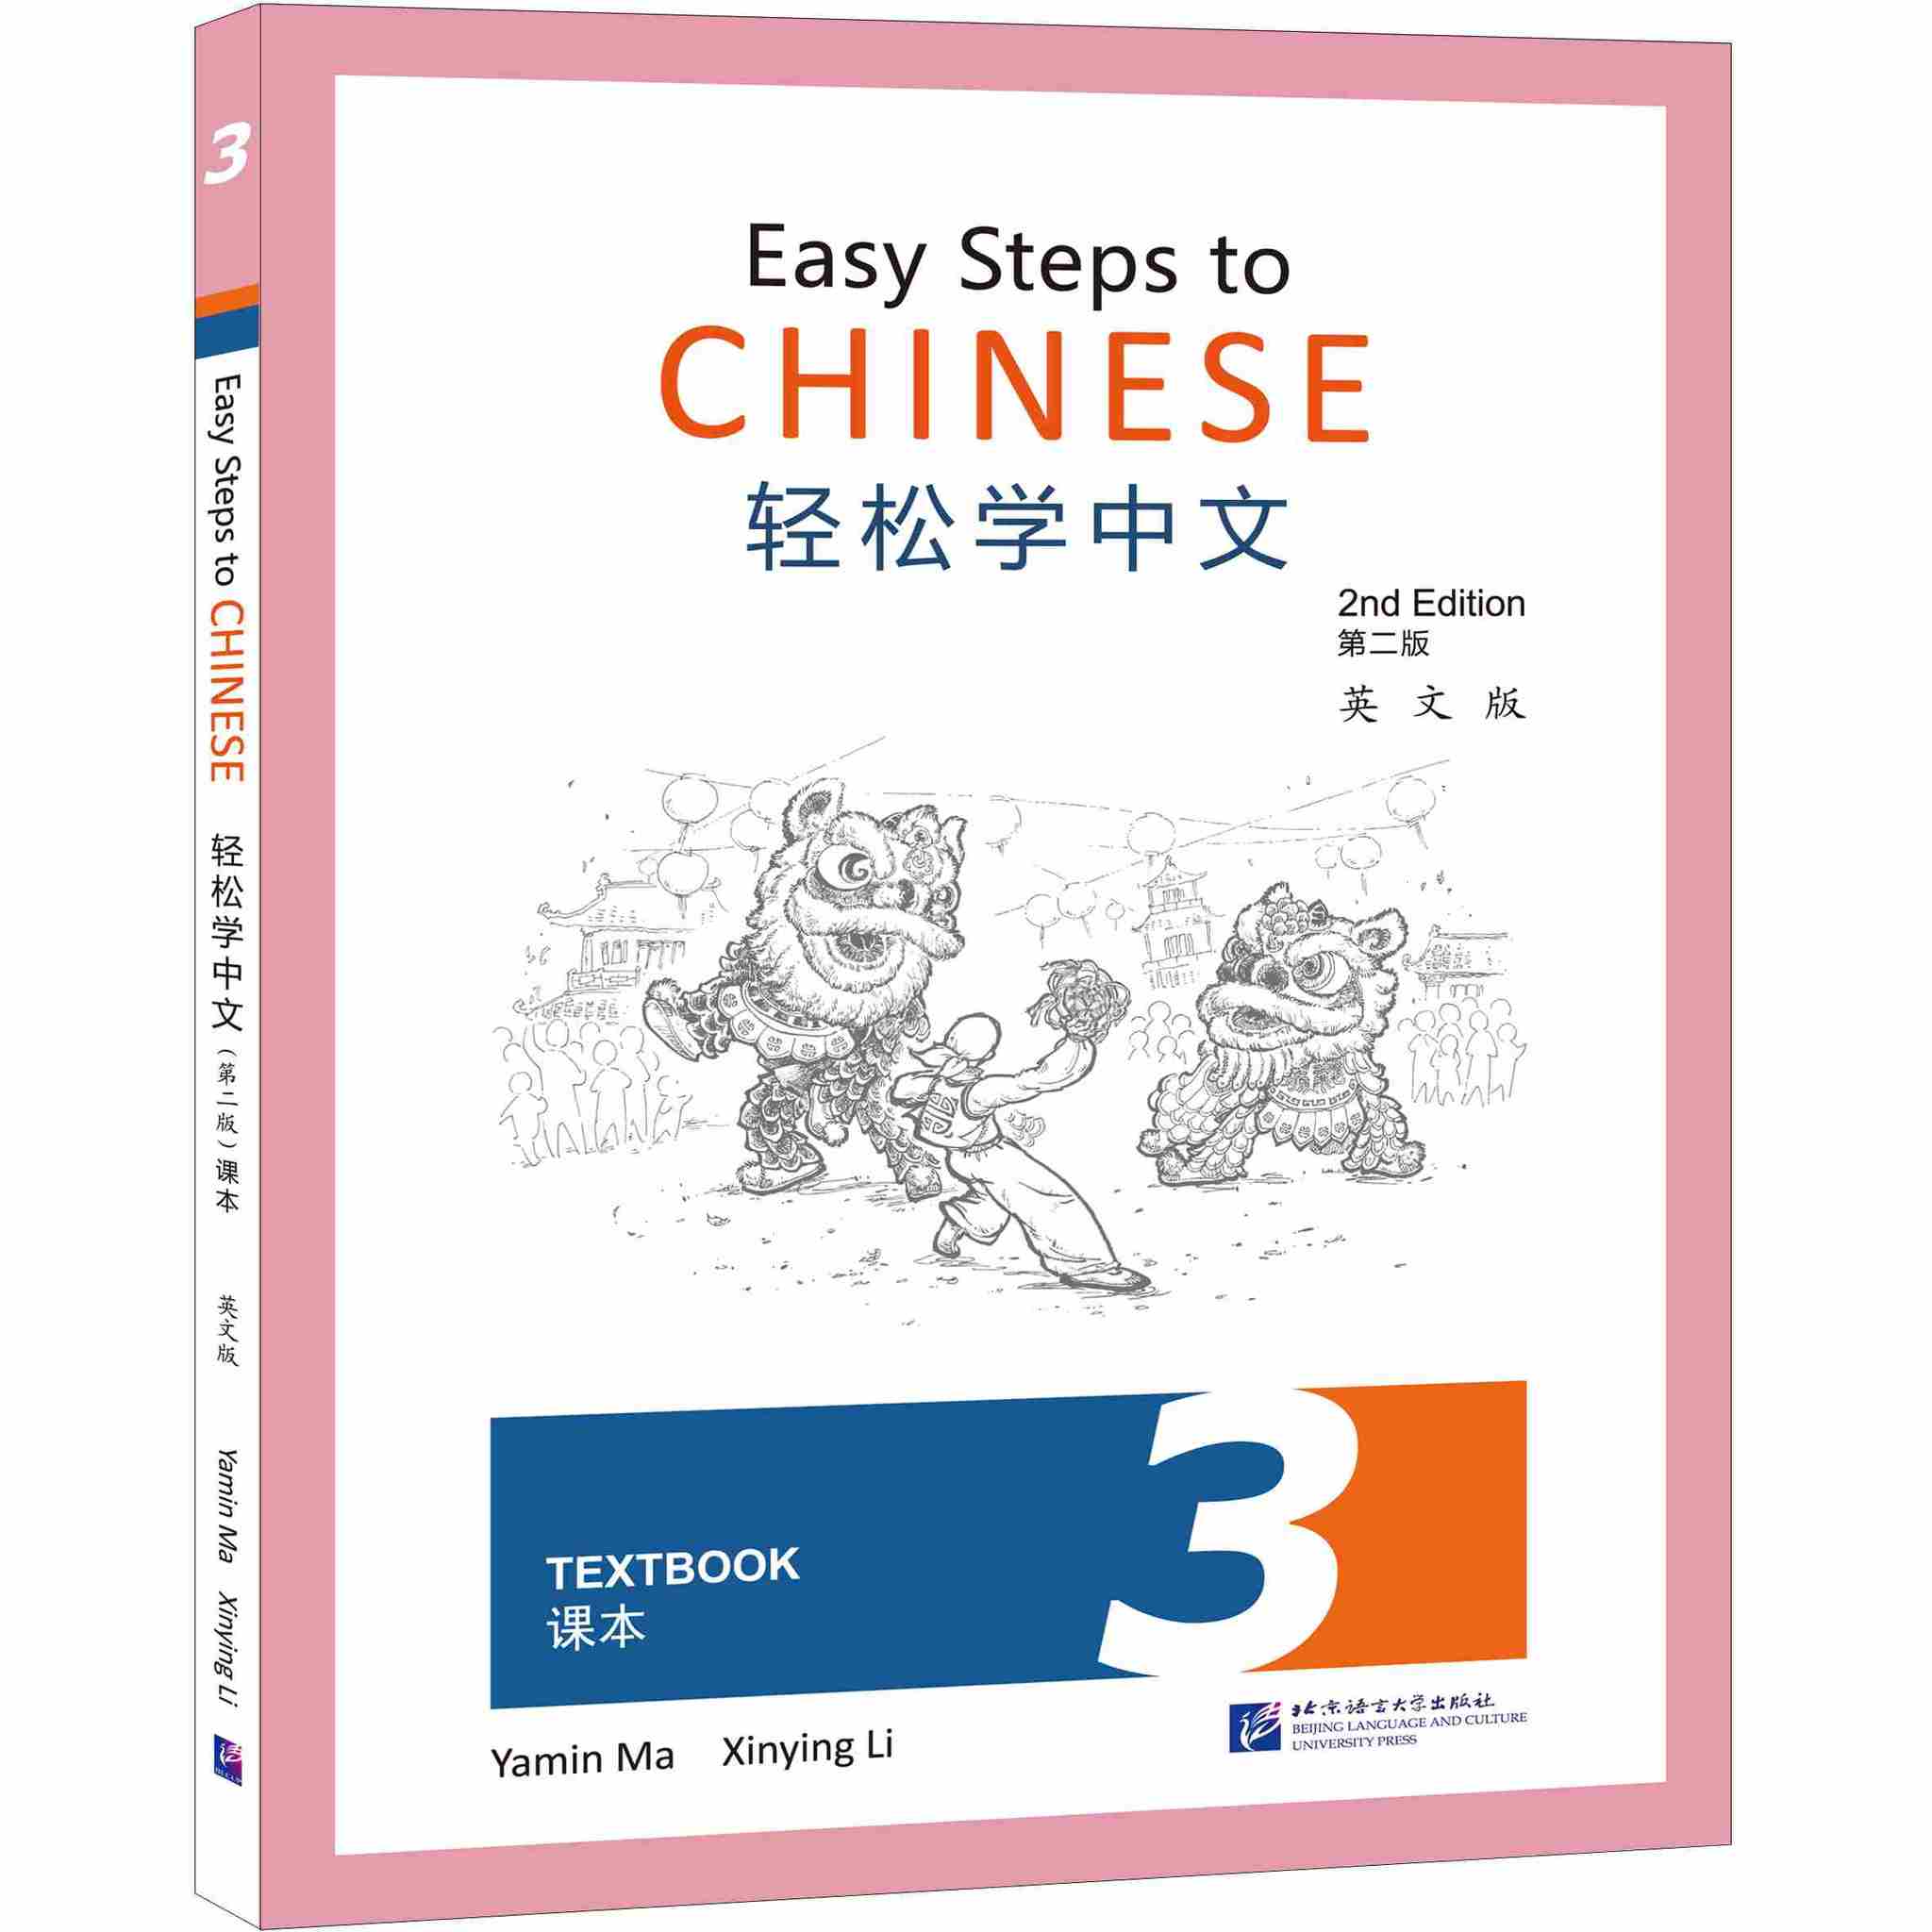 3
Easy Steps to CHINESE 轻松学中文（第二版）课本 英文版 Yamin Ma Xinying Li
Easy Steps to
CHINESE
轻松学中文
2nd Edition
第二版
英文版
TEXTBOOK
课本
3
Yamin Ma Xinying Li
北京语言大学出版社
BEIJING LANGUAGE AND CULTURE
UNIVERSITY PRESS